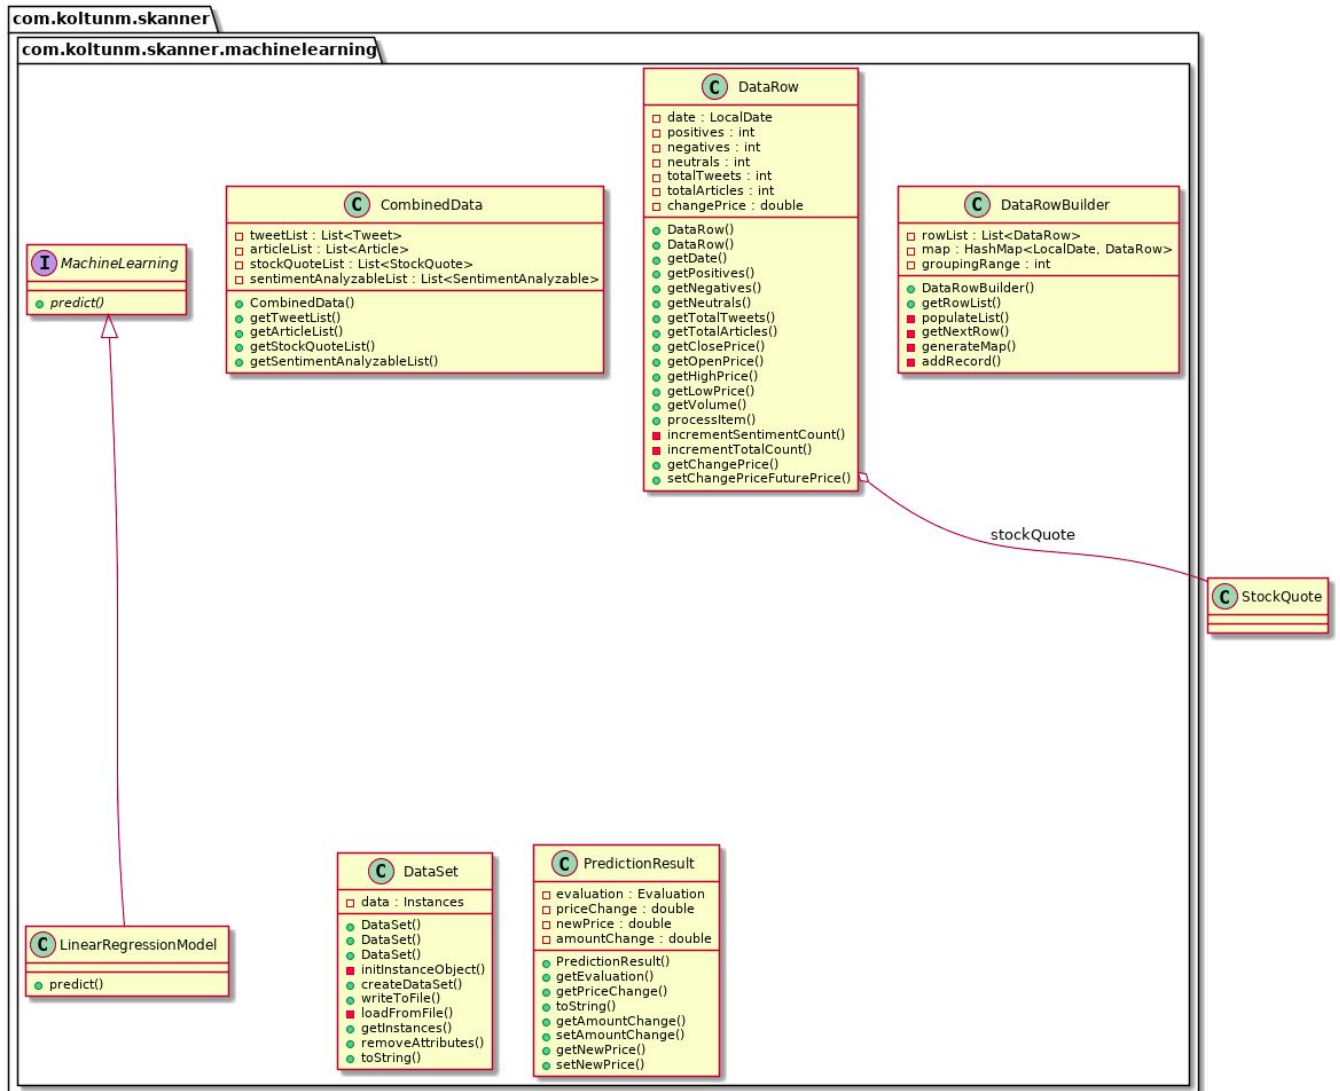 com.koltunm.skanner
com.koltunm.skanner.machinelearning
C DataRow
date : LocalDate
positives : int
negatives : int
neutrals : int
totalTweets : int
totalArticles : int
changePrice : double
DataRow()
DataRow()
getDate()
getPositives()
getNegatives()
getNeutrals()
getTotalTweets()
getTotalArticles()
getClosePrice()
getOpenPrice()
getHighPrice()
getLowPrice()
getVolume()
processItem()
incrementSentimentCount()
incrementTotalCount()
getChangePrice()
setChangePriceFuturePrice()
C CombinedData
tweetList : List<Tweet>
articleList : List<Article>
stockQuoteList : List<StockQuote>
sentimentAnalyzableList : List<SentimentAnalyzable>
CombinedData()
getTweetList()
getArticleList()
getStockQuoteList()
getSentimentAnalyzableList()
C DataRowBuilder
rowList : List<DataRow>
map : HashMap<LocalDate, DataRow>
groupingRange : int
DataRowBuilder()
getRowList()
populateList()
getNextRow()
generateMap()
addRecord()
I MachineLearning
predict()
stockQuote
C StockQuote
C LinearRegressionModel
predict()
C DataSet
data : Instances
DataSet()
DataSet()
DataSet()
initInstanceObject()
createDataSet()
writeToFile()
loadFromFile()
getInstances()
removeAttributes()
toString()
C PredictionResult
evaluation : Evaluation
priceChange : double
newPrice : double
amountChange : double
PredictionResult()
getEvaluation()
getPriceChange()
toString()
getAmountChange()
setAmountChange()
getNewPrice()
setNewPrice()